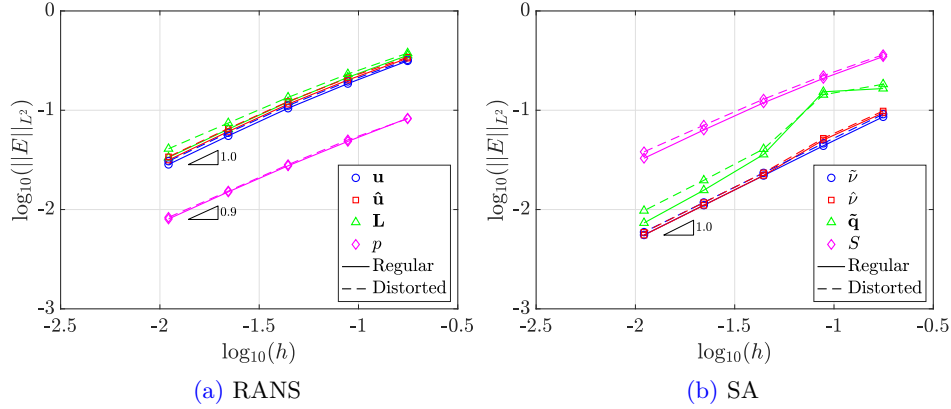 0
-1
-2
-3
-2.5
-2
-1.5
-1
-0.5
log₁₀(||E||_{L²})
log₁₀(h)
1.0
0.9
u
û
L
p
Regular
Distorted
(a) RANS
0
-1
-2
-3
-2.5
-2
-1.5
-1
-0.5
log₁₀(||E||_{L²})
log₁₀(h)
1.0
ν̃
ν̂
q̃
S
Regular
Distorted
(b) SA